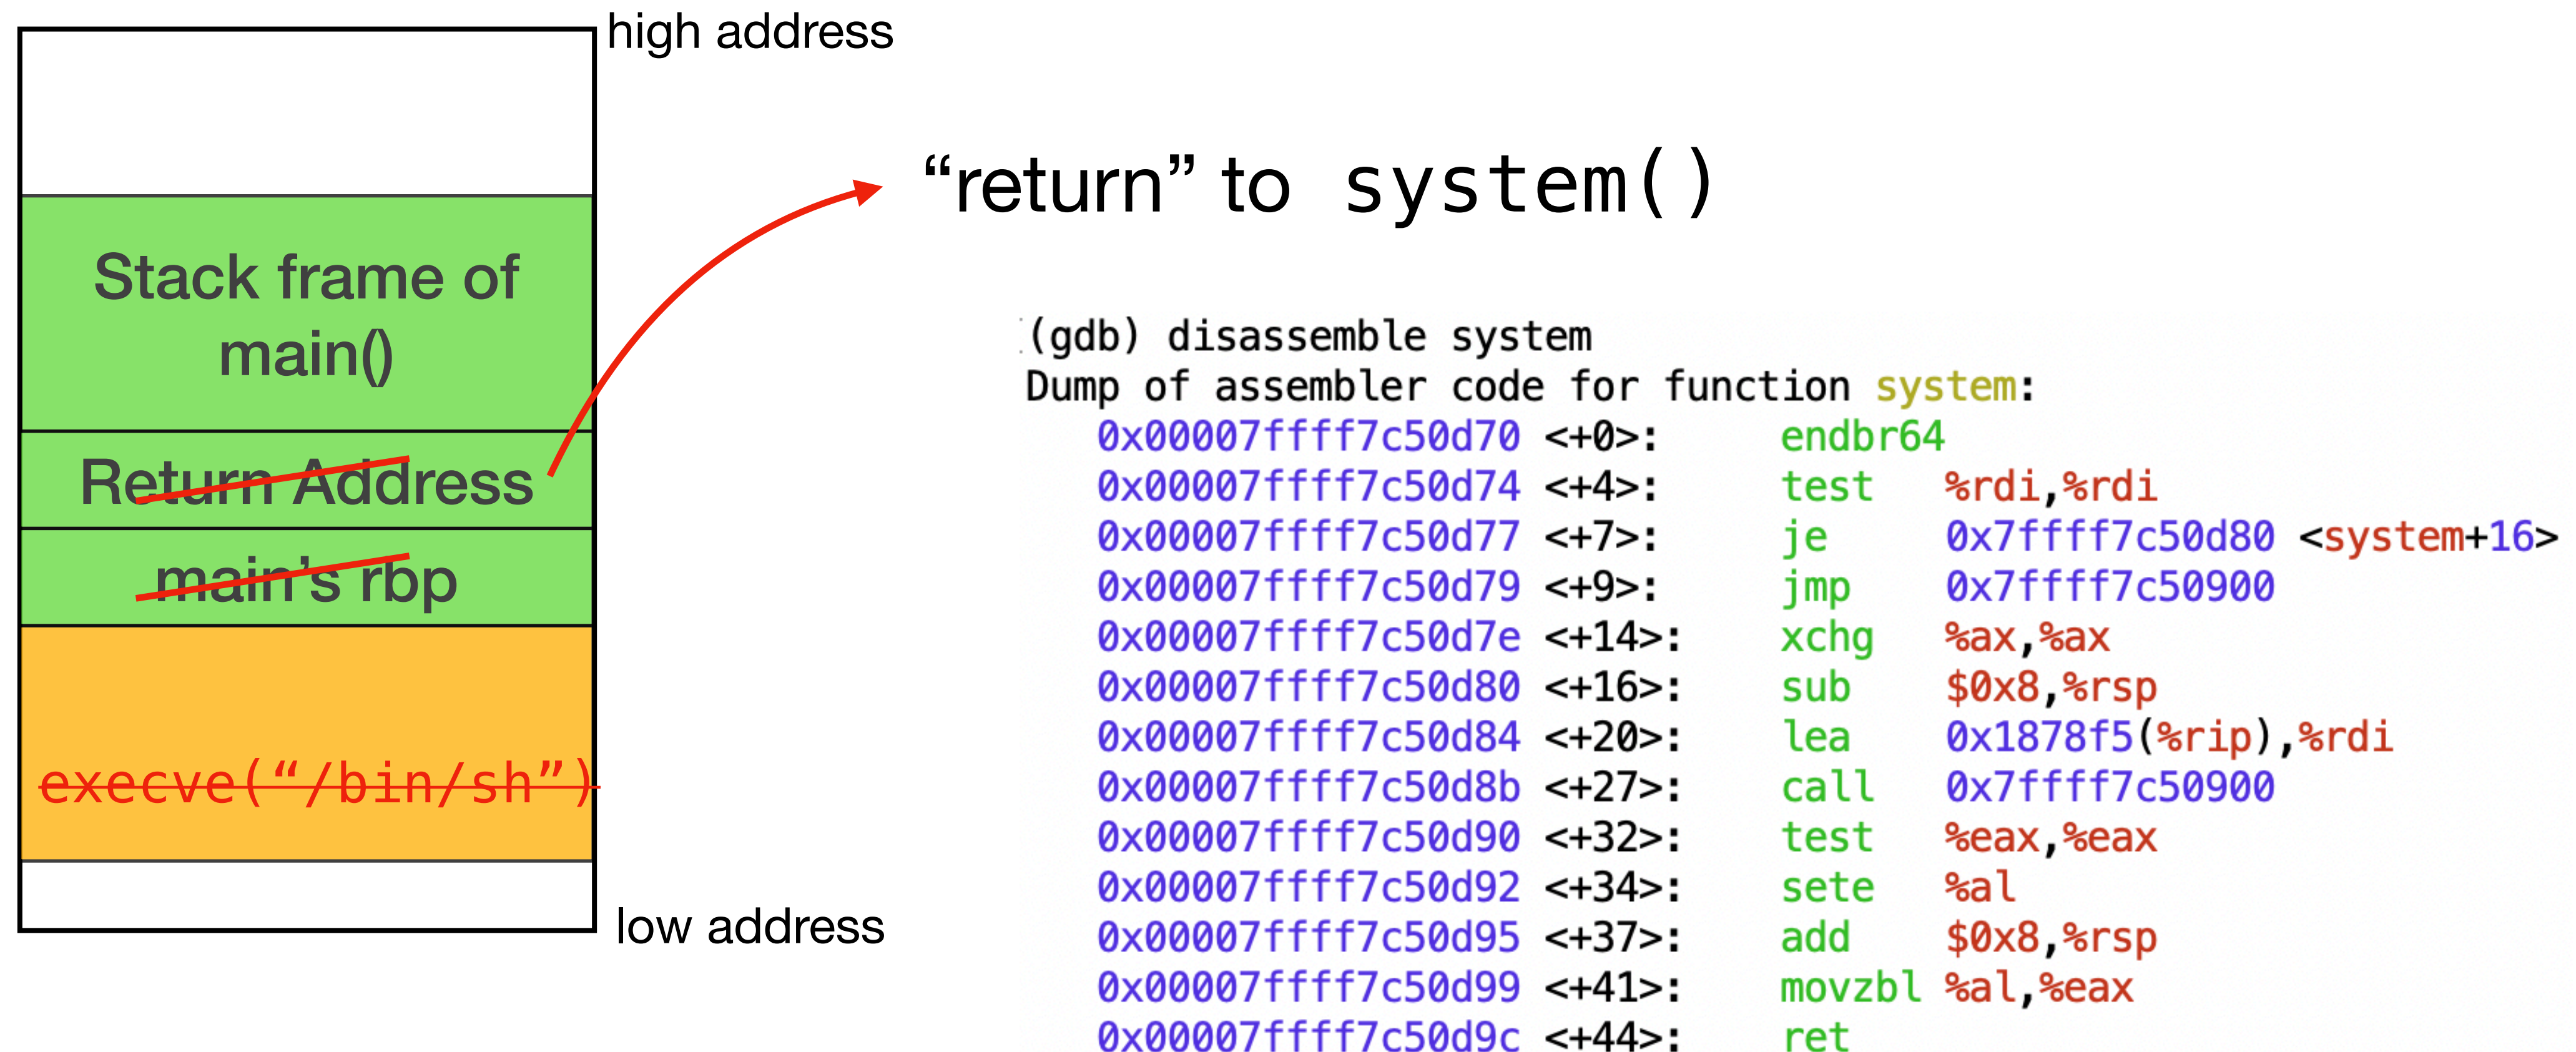 high address
Stack frame of
main()
Return Address
main's rbp
execve(“/bin/sh”)
low address
“return” to system()
(gdb) disassemble system
Dump of assembler code for function system:
0x00007ffff7c50d70 <+0>: endbr64
0x00007ffff7c50d74 <+4>: test %rdi,%rdi
0x00007ffff7c50d77 <+7>: je 0x7ffff7c50d80 <system+16>
0x00007ffff7c50d79 <+9>: jmp 0x7ffff7c50900
0x00007ffff7c50d7e <+14>: xchg %ax,%ax
0x00007ffff7c50d80 <+16>: sub $0x8,%rsp
0x00007ffff7c50d84 <+20>: lea 0x1878f5(%rip),%rdi
0x00007ffff7c50d8b <+27>: call 0x7ffff7c50900
0x00007ffff7c50d90 <+32>: test %eax,%eax
0x00007ffff7c50d92 <+34>: sete %al
0x00007ffff7c50d95 <+37>: add $0x8,%rsp
0x00007ffff7c50d99 <+41>: movzbl %al,%eax
0x00007ffff7c50d9c <+44>: ret